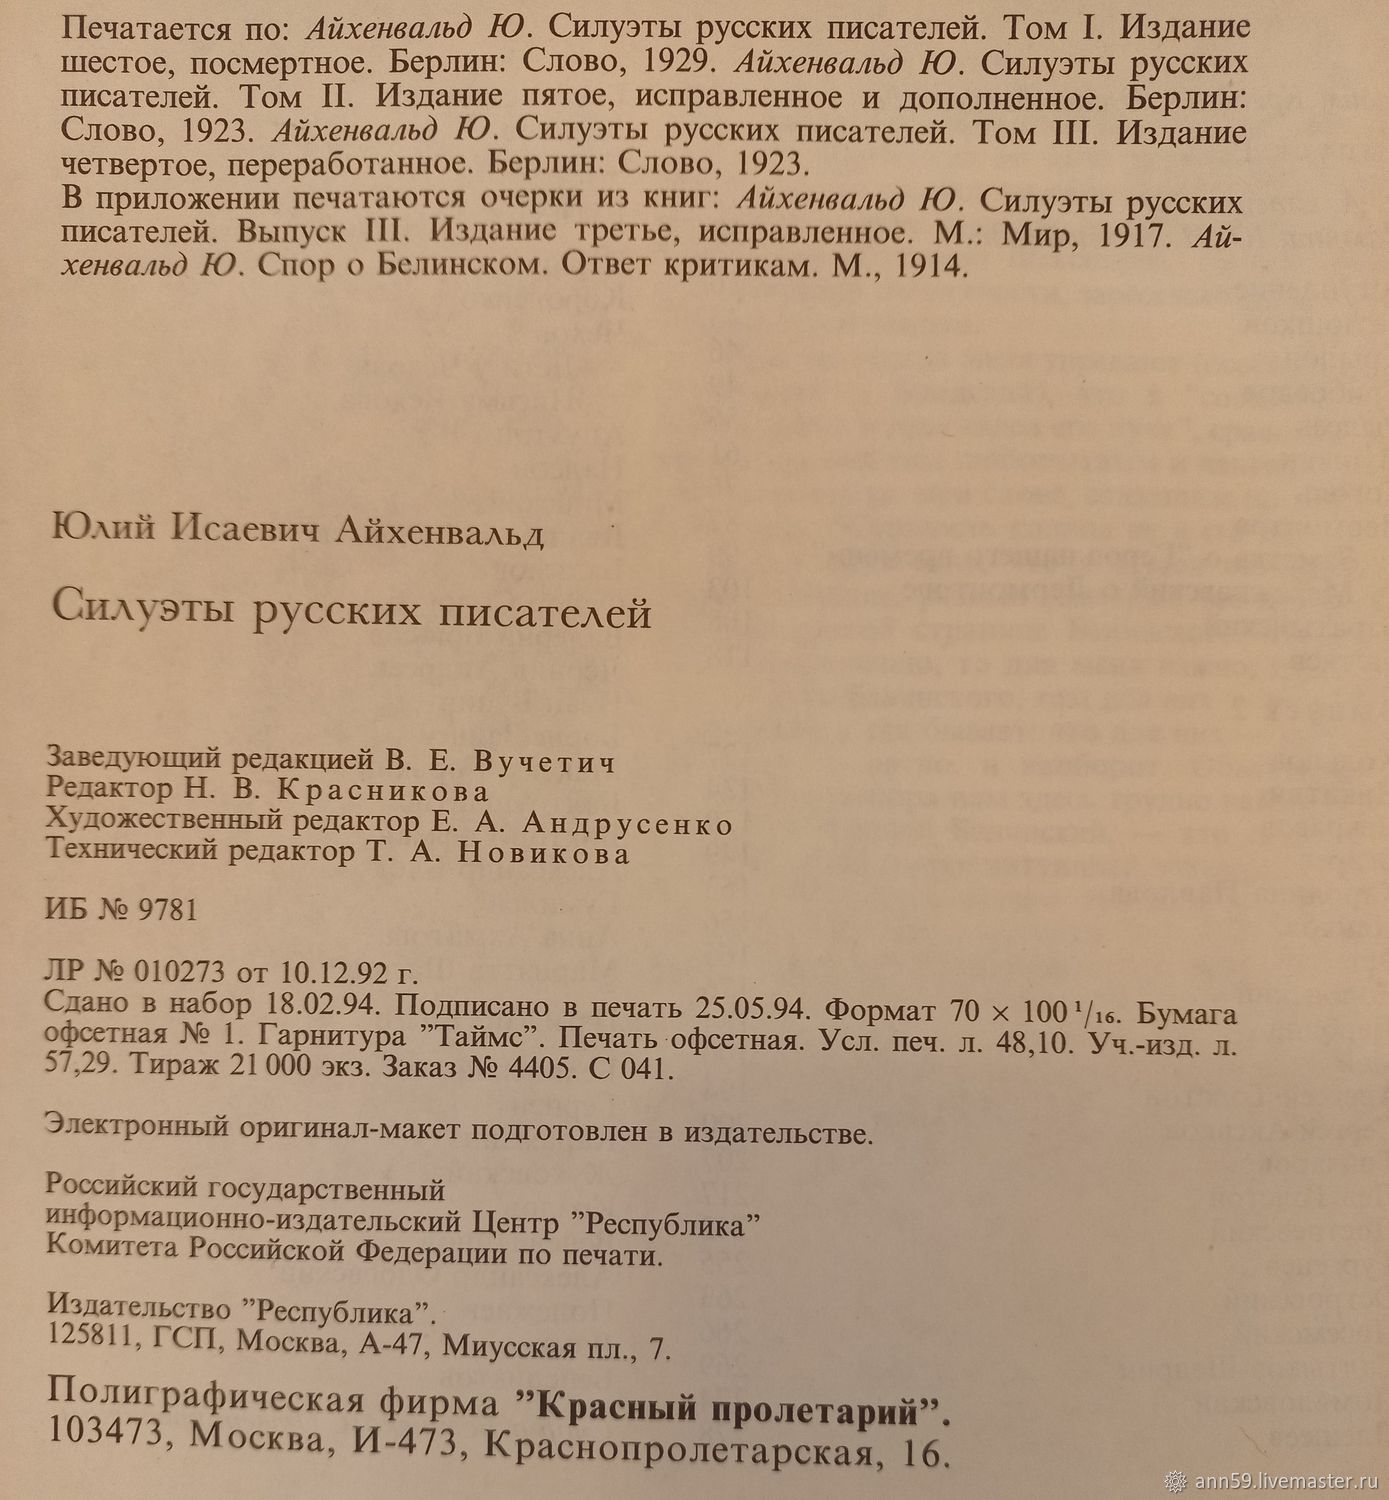 Печатается по: Айхенвальд Ю. Силуэты русских писателей. Том I. Издание
шестое, посмертное. Берлин: Слово, 1929. Айхенвальд Ю. Силуэты русских
писателей. Том II. Издание пятое, исправленное и дополненное. Берлин:
Слово, 1923. Айхенвальд Ю. Силуэты русских писателей. Том III. Издание
четвертое, переработанное. Берлин: Слово, 1923.
В приложении печатаются очерки из книг: Айхенвальд Ю. Силуэты русских
писателей. Выпуск III. Издание третье, исправленное. М.: Мир, 1917. Ай-
хенвальд Ю. Спор о Белинском. Ответ критикам. М., 1914.
Юлий Исаевич Айхенвальд
Силуэты русских писателей
Заведующий редакцией В. Е. Вучетич
Редактор Н. В. Красникова
Художественный редактор Е. А. Андрусенко
Технический редактор Т. А. Новикова
ИБ № 9781
ЛР № 010273 от 10.12.92 г.
Сдано в набор 18.02.94. Подписано в печать 25.05.94. Формат 70 × 100 1/16. Бумага
офсетная № 1. Гарнитура ”Таймс”. Печать офсетная. Усл. печ. л. 48,10. Уч.-изд. л.
57,29. Тираж 21 000 экз. Заказ № 4405. С 041.
Электронный оригинал-макет подготовлен в издательстве.
Российский государственный
информационно-издательский Центр ”Республика”
Комитета Российской Федерации по печати.
Издательство ”Республика”.
125811, ГСП, Москва, А-47, Миусская пл., 7.
Полиграфическая фирма ”Красный пролетарий”.
103473, Москва, И-473, Краснопролетарская, 16.
ann59.livemaster.ru